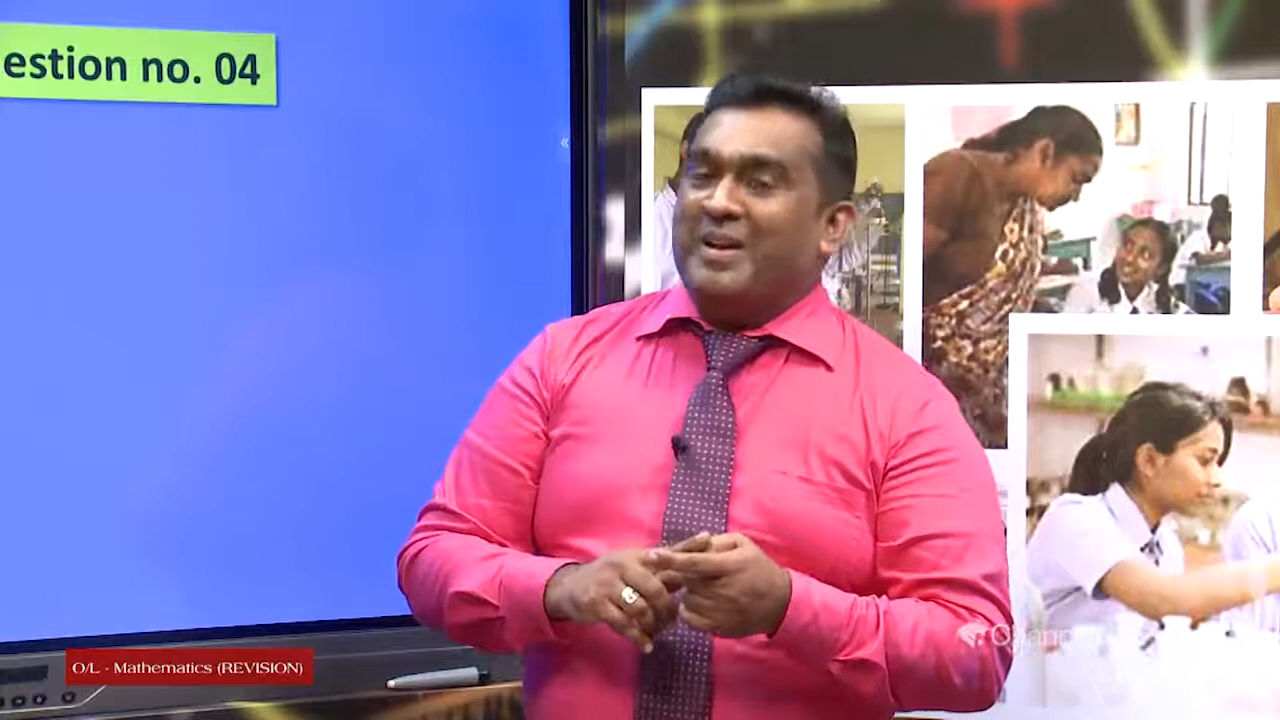 estion no. 04
«
O/L - Mathematics (REVISION)